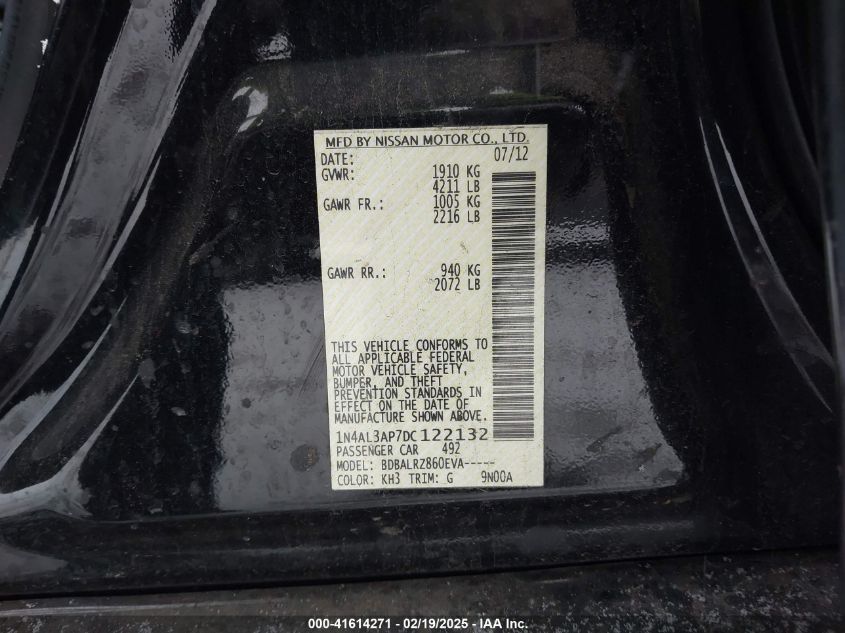 MFD BY NISSAN MOTOR CO., LTD.
DATE: 07/12
GVWR: 1910 KG
4211 LB
GAWR FR.: 1005 KG
2216 LB
GAWR RR.: 940 KG
2072 LB
THIS VEHICLE CONFORMS TO
ALL APPLICABLE FEDERAL
MOTOR VEHICLE SAFETY,
BUMPER, AND THEFT
PREVENTION STANDARDS IN
EFFECT ON THE DATE OF
MANUFACTURE SHOWN ABOVE.
1N4AL3AP7DC122132
PASSENGER CAR 492
MODEL: BDBALRZ860EVA-----
COLOR: KH3 TRIM: G 9N00A
000-41614271 - 02/19/2025 - IAA Inc.